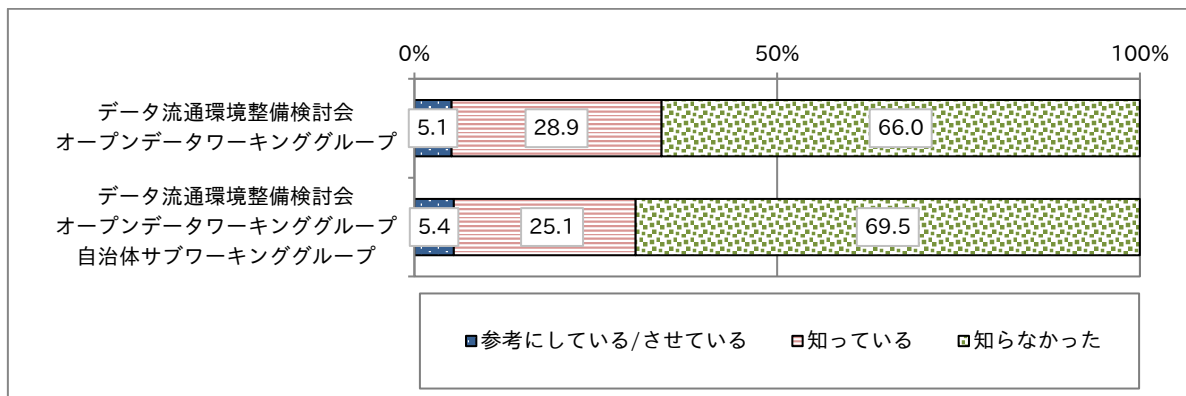 0%
50%
100%
データ流通環境整備検討会
オープンデータワーキンググループ
5.1
28.9
66.0
データ流通環境整備検討会
オープンデータワーキンググループ
自治体サブワーキンググループ
5.4
25.1
69.5
参考にしている/させている
知っている
知らなかった